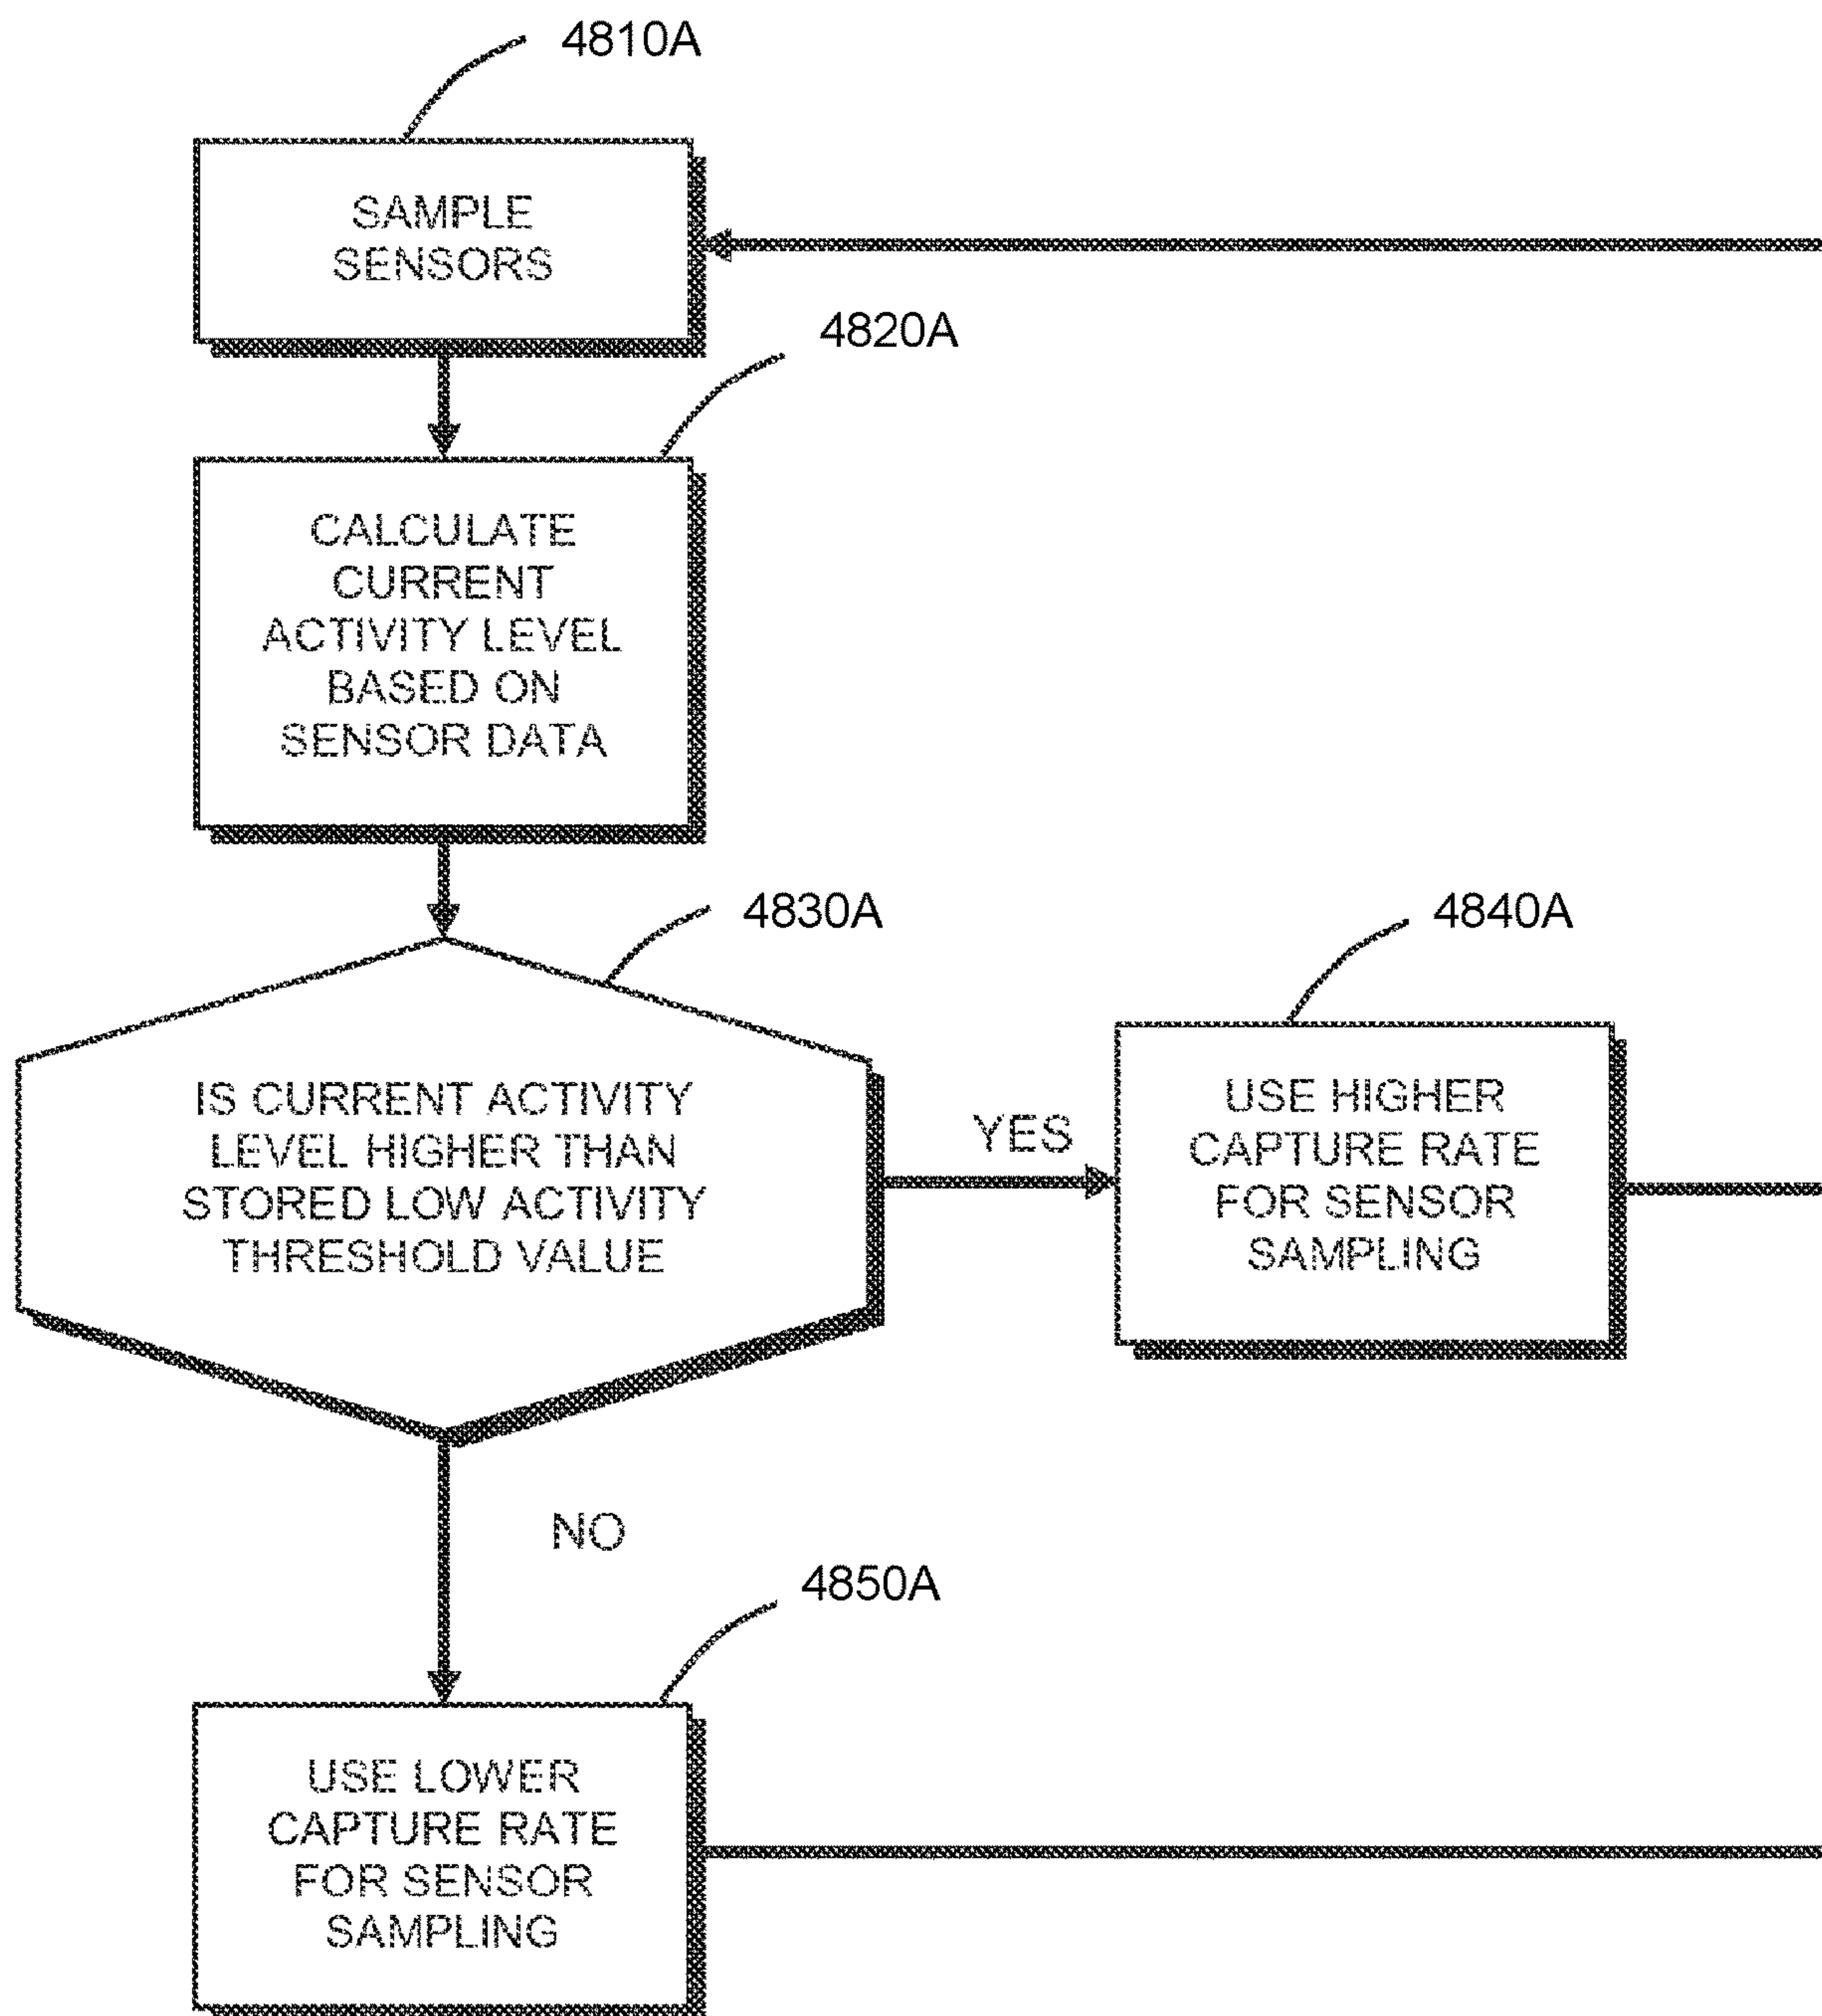 4810A
SAMPLE
SENSORS
4820A
CALCULATE
CURRENT
ACTIVITY LEVEL
BASED ON
SENSOR DATA
4830A
IS CURRENT ACTIVITY
LEVEL HIGHER THAN
STORED LOW ACTIVITY
THRESHOLD VALUE
YES
4840A
USE HIGHER
CAPTURE RATE
FOR SENSOR
SAMPLING
NO
4850A
USE LOWER
CAPTURE RATE
FOR SENSOR
SAMPLING